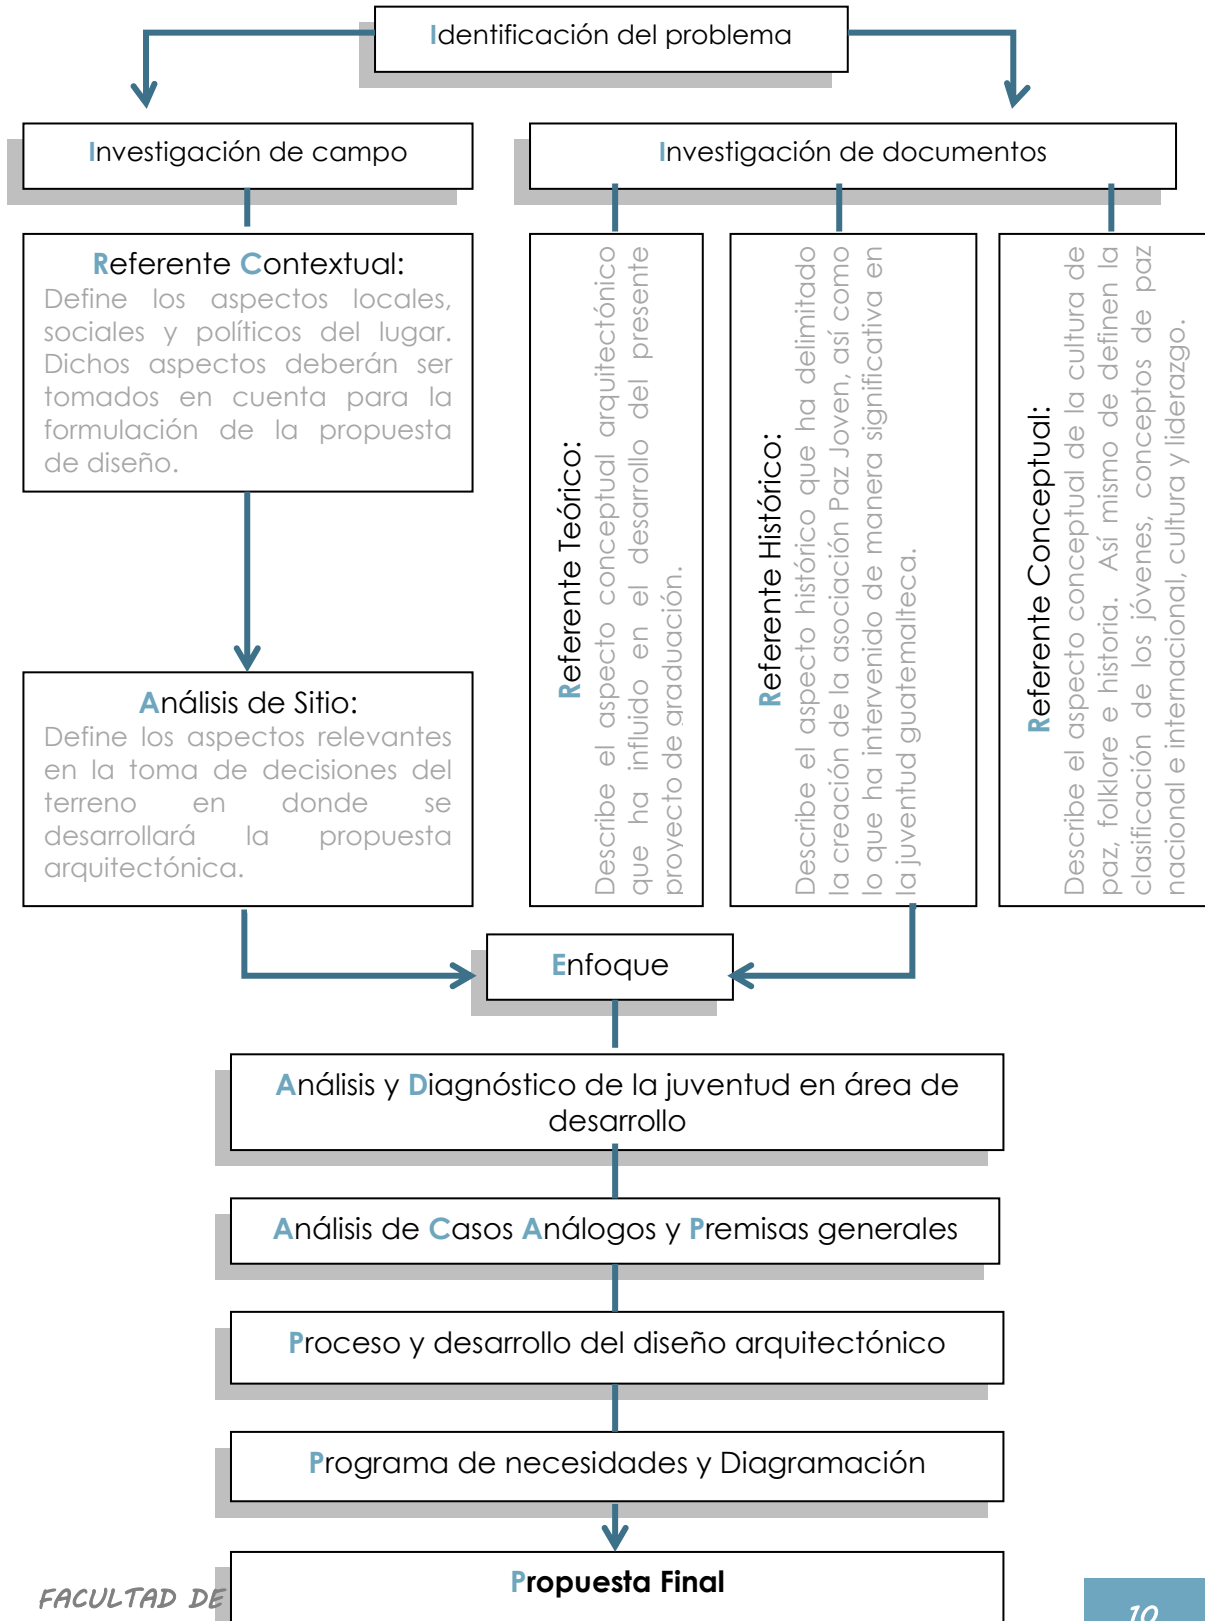 Identificación del problema
Investigación de campo
Investigación de documentos
Referente Contextual:
Define los aspectos locales,
sociales y políticos del lugar.
Dichos aspectos deberán ser
tomados en cuenta para la
formulación de la propuesta
de diseño.
Análisis de Sitio:
Define los aspectos relevantes
en la toma de decisiones del
terreno en donde se
desarrollará la propuesta
arquitectónica.
Referente Teórico:
Describe el aspecto conceptual arquitectónico
que ha influido en el desarrollo del presente
proyecto de graduación.
Referente Histórico:
Describe el aspecto histórico que ha delimitado
la creación de la asociación Paz Joven, así como
lo que ha intervenido de manera significativa en
la juventud guatemalteca.
Referente Conceptual:
Describe el aspecto conceptual de la cultura de
paz, folklore e historia. Así mismo de definen la
clasificación de los jóvenes, conceptos de paz
nacional e internacional, cultura y liderazgo.
Enfoque
Análisis y Diagnóstico de la juventud en área de
desarrollo
Análisis de Casos Análogos y Premisas generales
Proceso y desarrollo del diseño arquitectónico
Programa de necesidades y Diagramación
Propuesta Final
FACULTAD DE
10